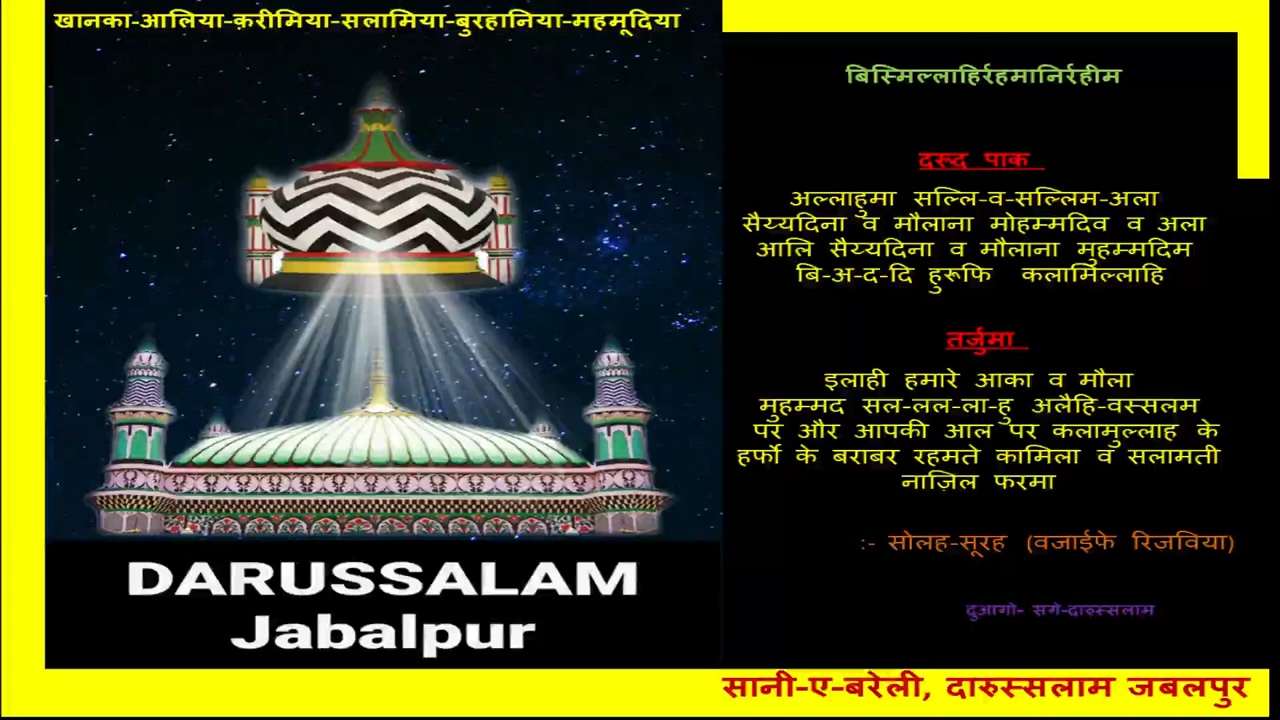 खानका-आलिया-क़रीमिया-सलामिया-बुरहानिया-महमूदिया
DARUSSALAM
Jabalpur
बिस्मिल्लाहिर्रहमानिर्रहीम
दरूद पाक
अल्लाहुमा सल्लि-व-सल्लिम-अला
सैय्यदिना व मौलाना मोहम्मदिव व अला
आलि सैय्यदिना व मौलाना मुहम्मदिम
बि-अ-द-दि हुरूफि कलामिल्लाहि
तर्जुमा
इलाही हमारे आका व मौला
मुहम्मद सल-लल-ला-हु अलैहि-वस्सलम
पर और आपकी आल पर कलामुल्लाह के
हर्फो के बराबर रहमते कामिला व सलामती
नाज़िल फरमा
:- सोलह-सूरह (वजाईफे रिजविया)
दुआगो- सगे-दारुस्सलाम
सानी-ए-बरेली, दारुस्सलाम जबलपुर